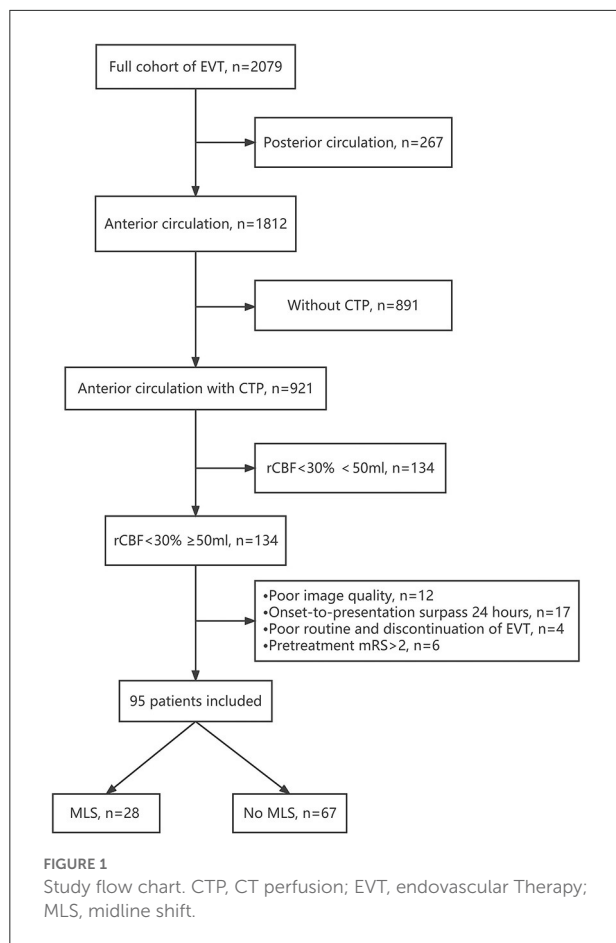 Full cohort of EVT, n=2079
Posterior circulation, n=267
Anterior circulation, n=1812
Without CTP, n=891
Anterior circulation with CTP, n=921
rCBF<30% <50ml, n=134
rCBF<30% ≥50ml, n=134
•Poor image quality, n=12
•Onset-to-presentation surpass 24 hours, n=17
•Poor routine and discontinuation of EVT, n=4
•Pretreatment mRS>2, n=6
95 patients included
MLS, n=28
No MLS, n=67
FIGURE 1
Study flow chart. CTP, CT perfusion; EVT, endovascular Therapy;
MLS, midline shift.